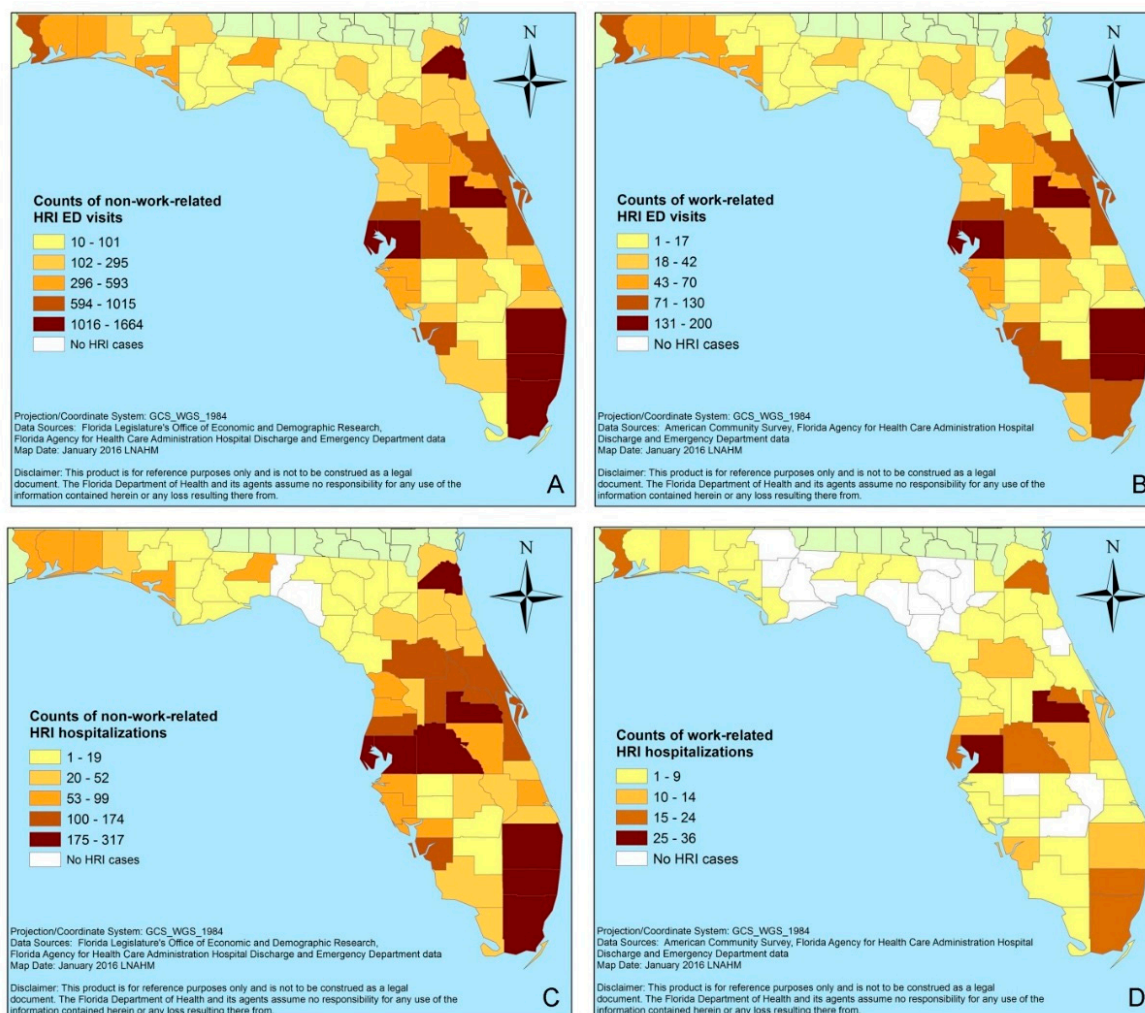 N
Counts of non-work-related
HRI ED visits
10 - 101
102 - 295
296 - 593
594 - 1015
1016 - 1664
No HRI cases
Projection/Coordinate System: GCS_WGS_1984
Data Sources: Florida Legislature's Office of Economic and Demographic Research,
Florida Agency for Health Care Administration Hospital Discharge and Emergency Department data
Map Date: January 2016 LNAHM
Disclaimer: This product is for reference purposes only and is not to be construed as a legal
document. The Florida Department of Health and its agents assume no responsibility for any use of the
information contained herein or any loss resulting there from.
A
N
Counts of work-related
HRI ED visits
1 - 17
18 - 42
43 - 70
71 - 130
131 - 200
No HRI cases
Projection/Coordinate System: GCS_WGS_1984
Data Sources: American Community Survey, Florida Agency for Health Care Administration Hospital
Discharge and Emergency Department data
Map Date: January 2016 LNAHM
Disclaimer: This product is for reference purposes only and is not to be construed as a legal
document. The Florida Department of Health and its agents assume no responsibility for any use of the
information contained herein or any loss resulting there from.
B
N
Counts of non-work-related
HRI hospitalizations
1 - 19
20 - 52
53 - 99
100 - 174
175 - 317
No HRI cases
Projection/Coordinate System: GCS_WGS_1984
Data Sources: Florida Legislature's Office of Economic and Demographic Research,
Florida Agency for Health Care Administration Hospital Discharge and Emergency Department data
Map Date: January 2016 LNAHM
Disclaimer: This product is for reference purposes only and is not to be construed as a legal
document. The Florida Department of Health and its agents assume no responsibility for any use of the
information contained herein or any loss resulting there from.
C
N
Counts of work-related
HRI hospitalizations
1 - 9
10 - 14
15 - 24
25 - 36
No HRI cases
Projection/Coordinate System: GCS_WGS_1984
Data Sources: American Community Survey, Florida Agency for Health Care Administration Hospital
Discharge and Emergency Department data
Map Date: January 2016 LNAHM
Disclaimer: This product is for reference purposes only and is not to be construed as a legal
document. The Florida Department of Health and its agents assume no responsibility for any use of the
information contained herein or any loss resulting there from.
D